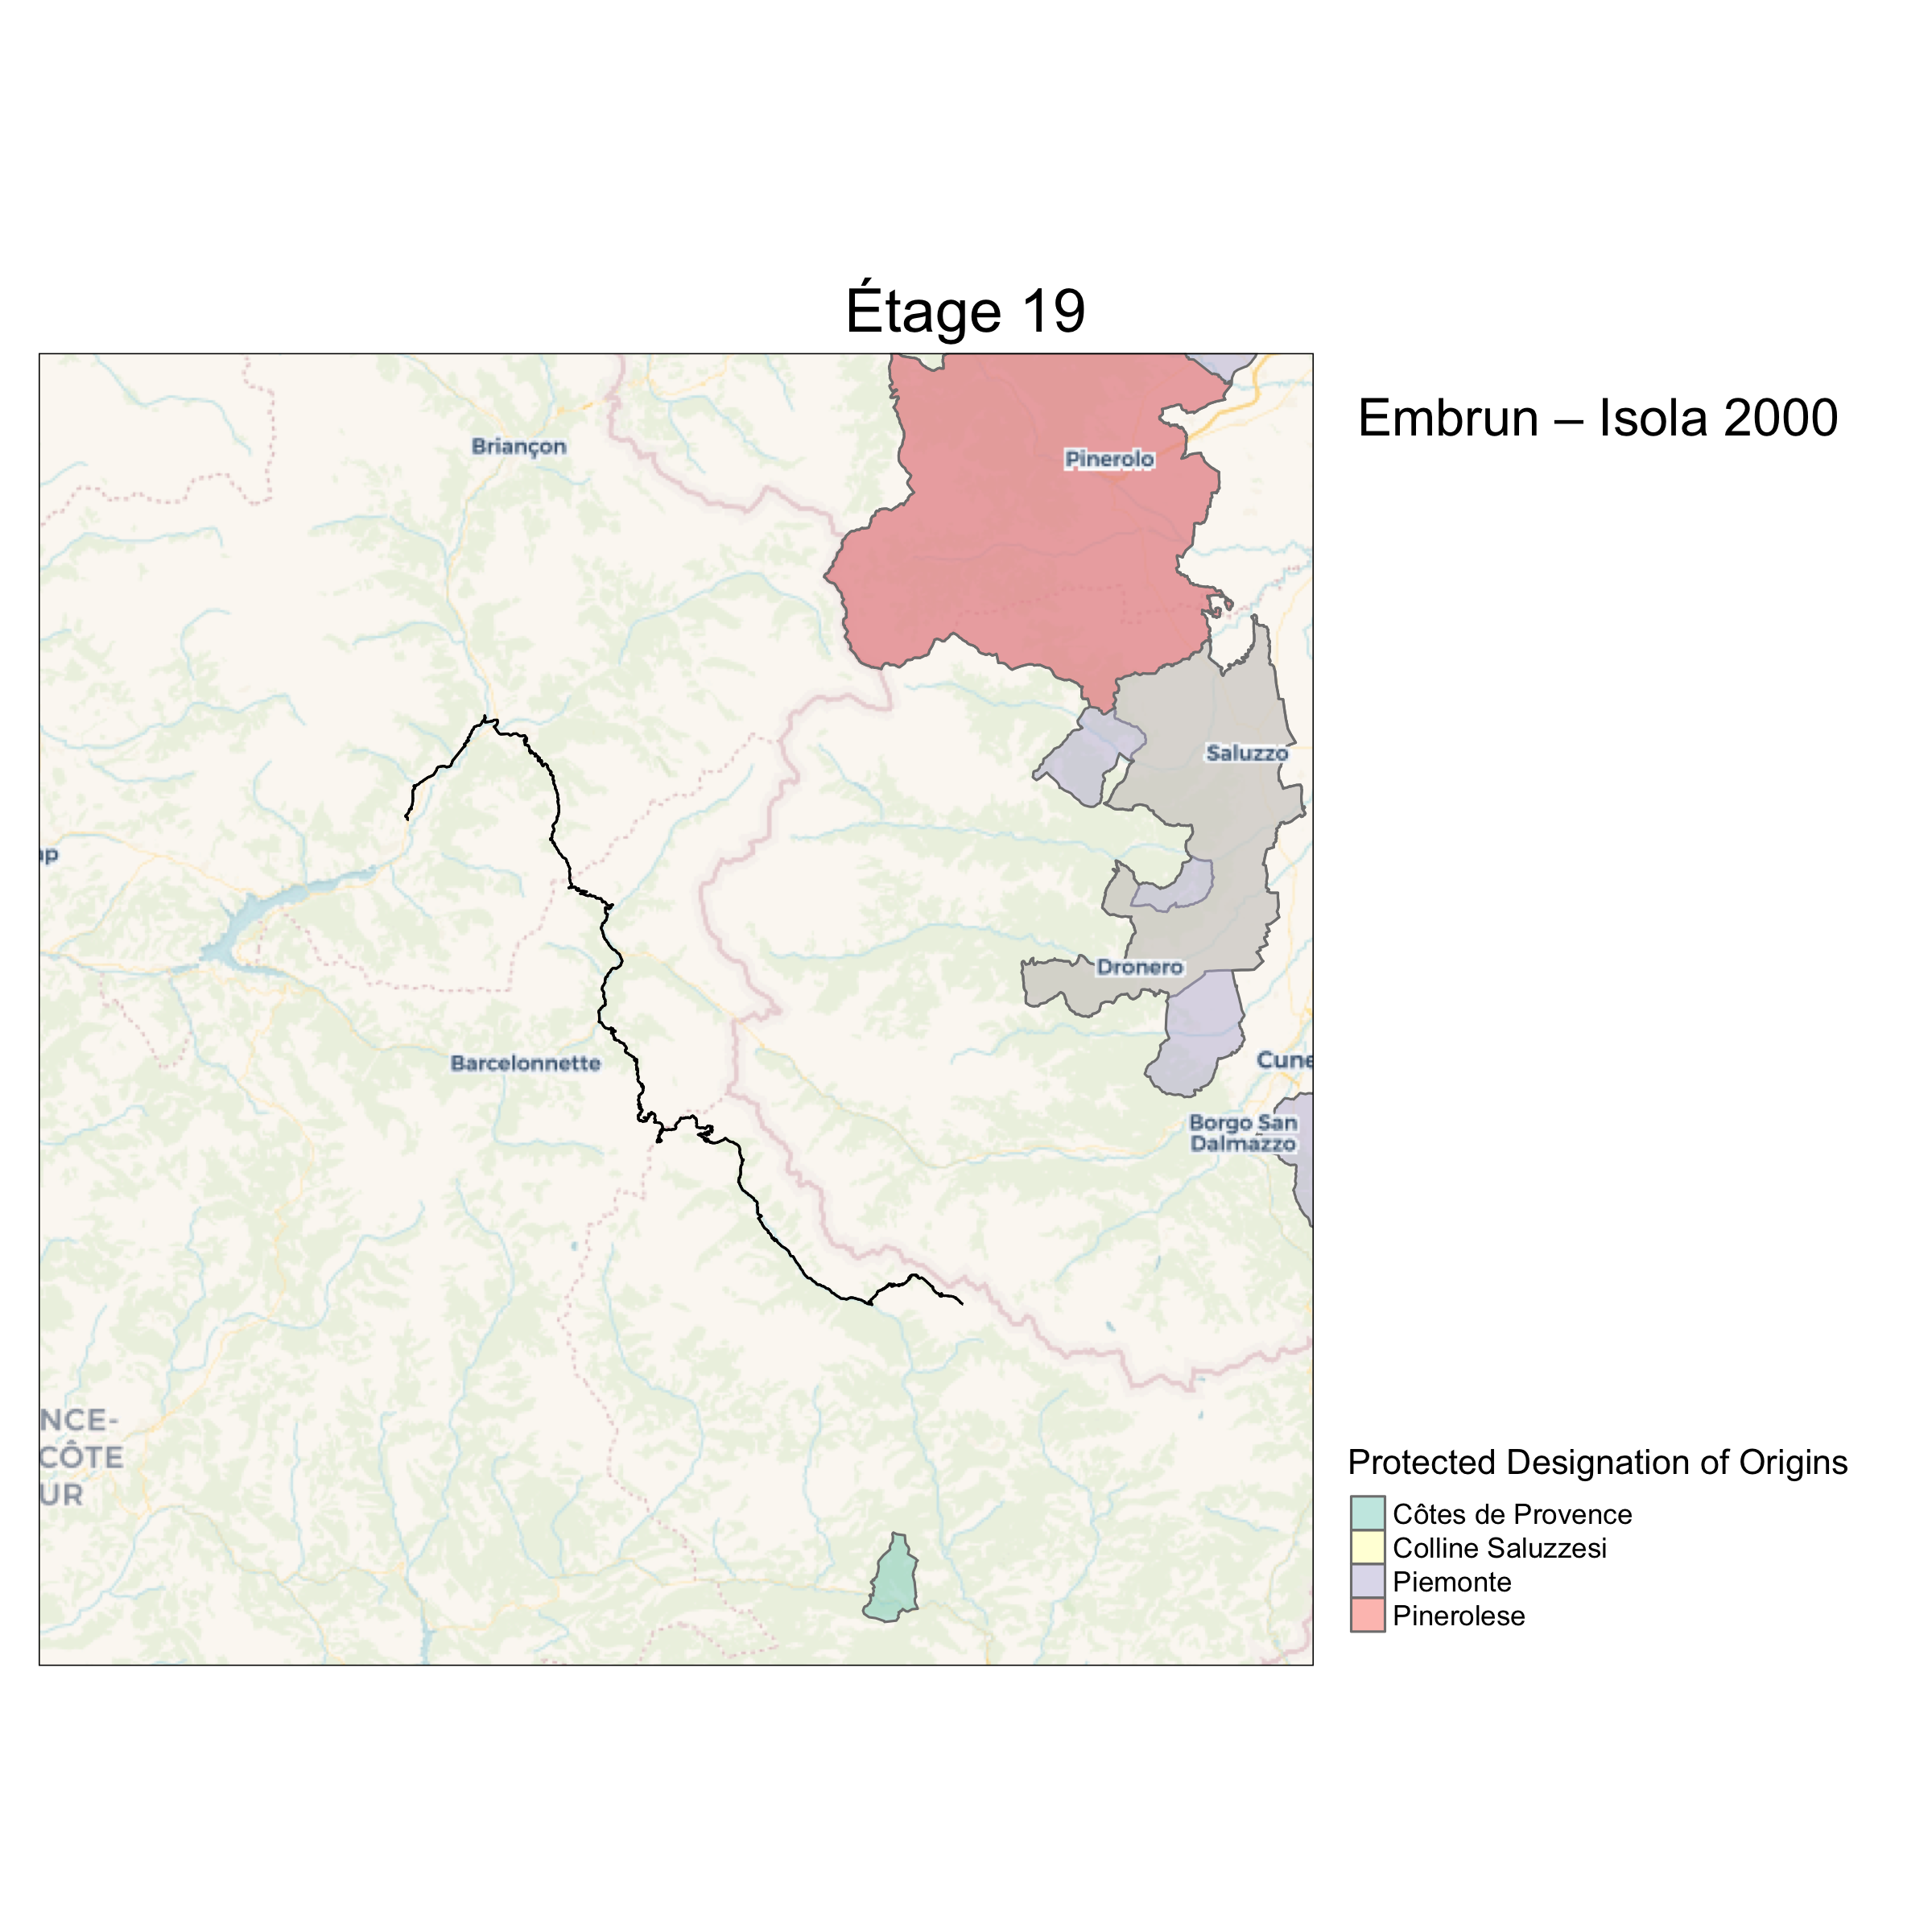 Étage 19
Embrun – Isola 2000
Briançon
Pinerolo
Saluzzo
ap
Dronero
Barcelonnette
Cune
Borgo San
Dalmazzo
NCE-
CÔTE
UR
Protected Designation of Origins
Côtes de Provence
Colline Saluzzesi
Piemonte
Pinerolese